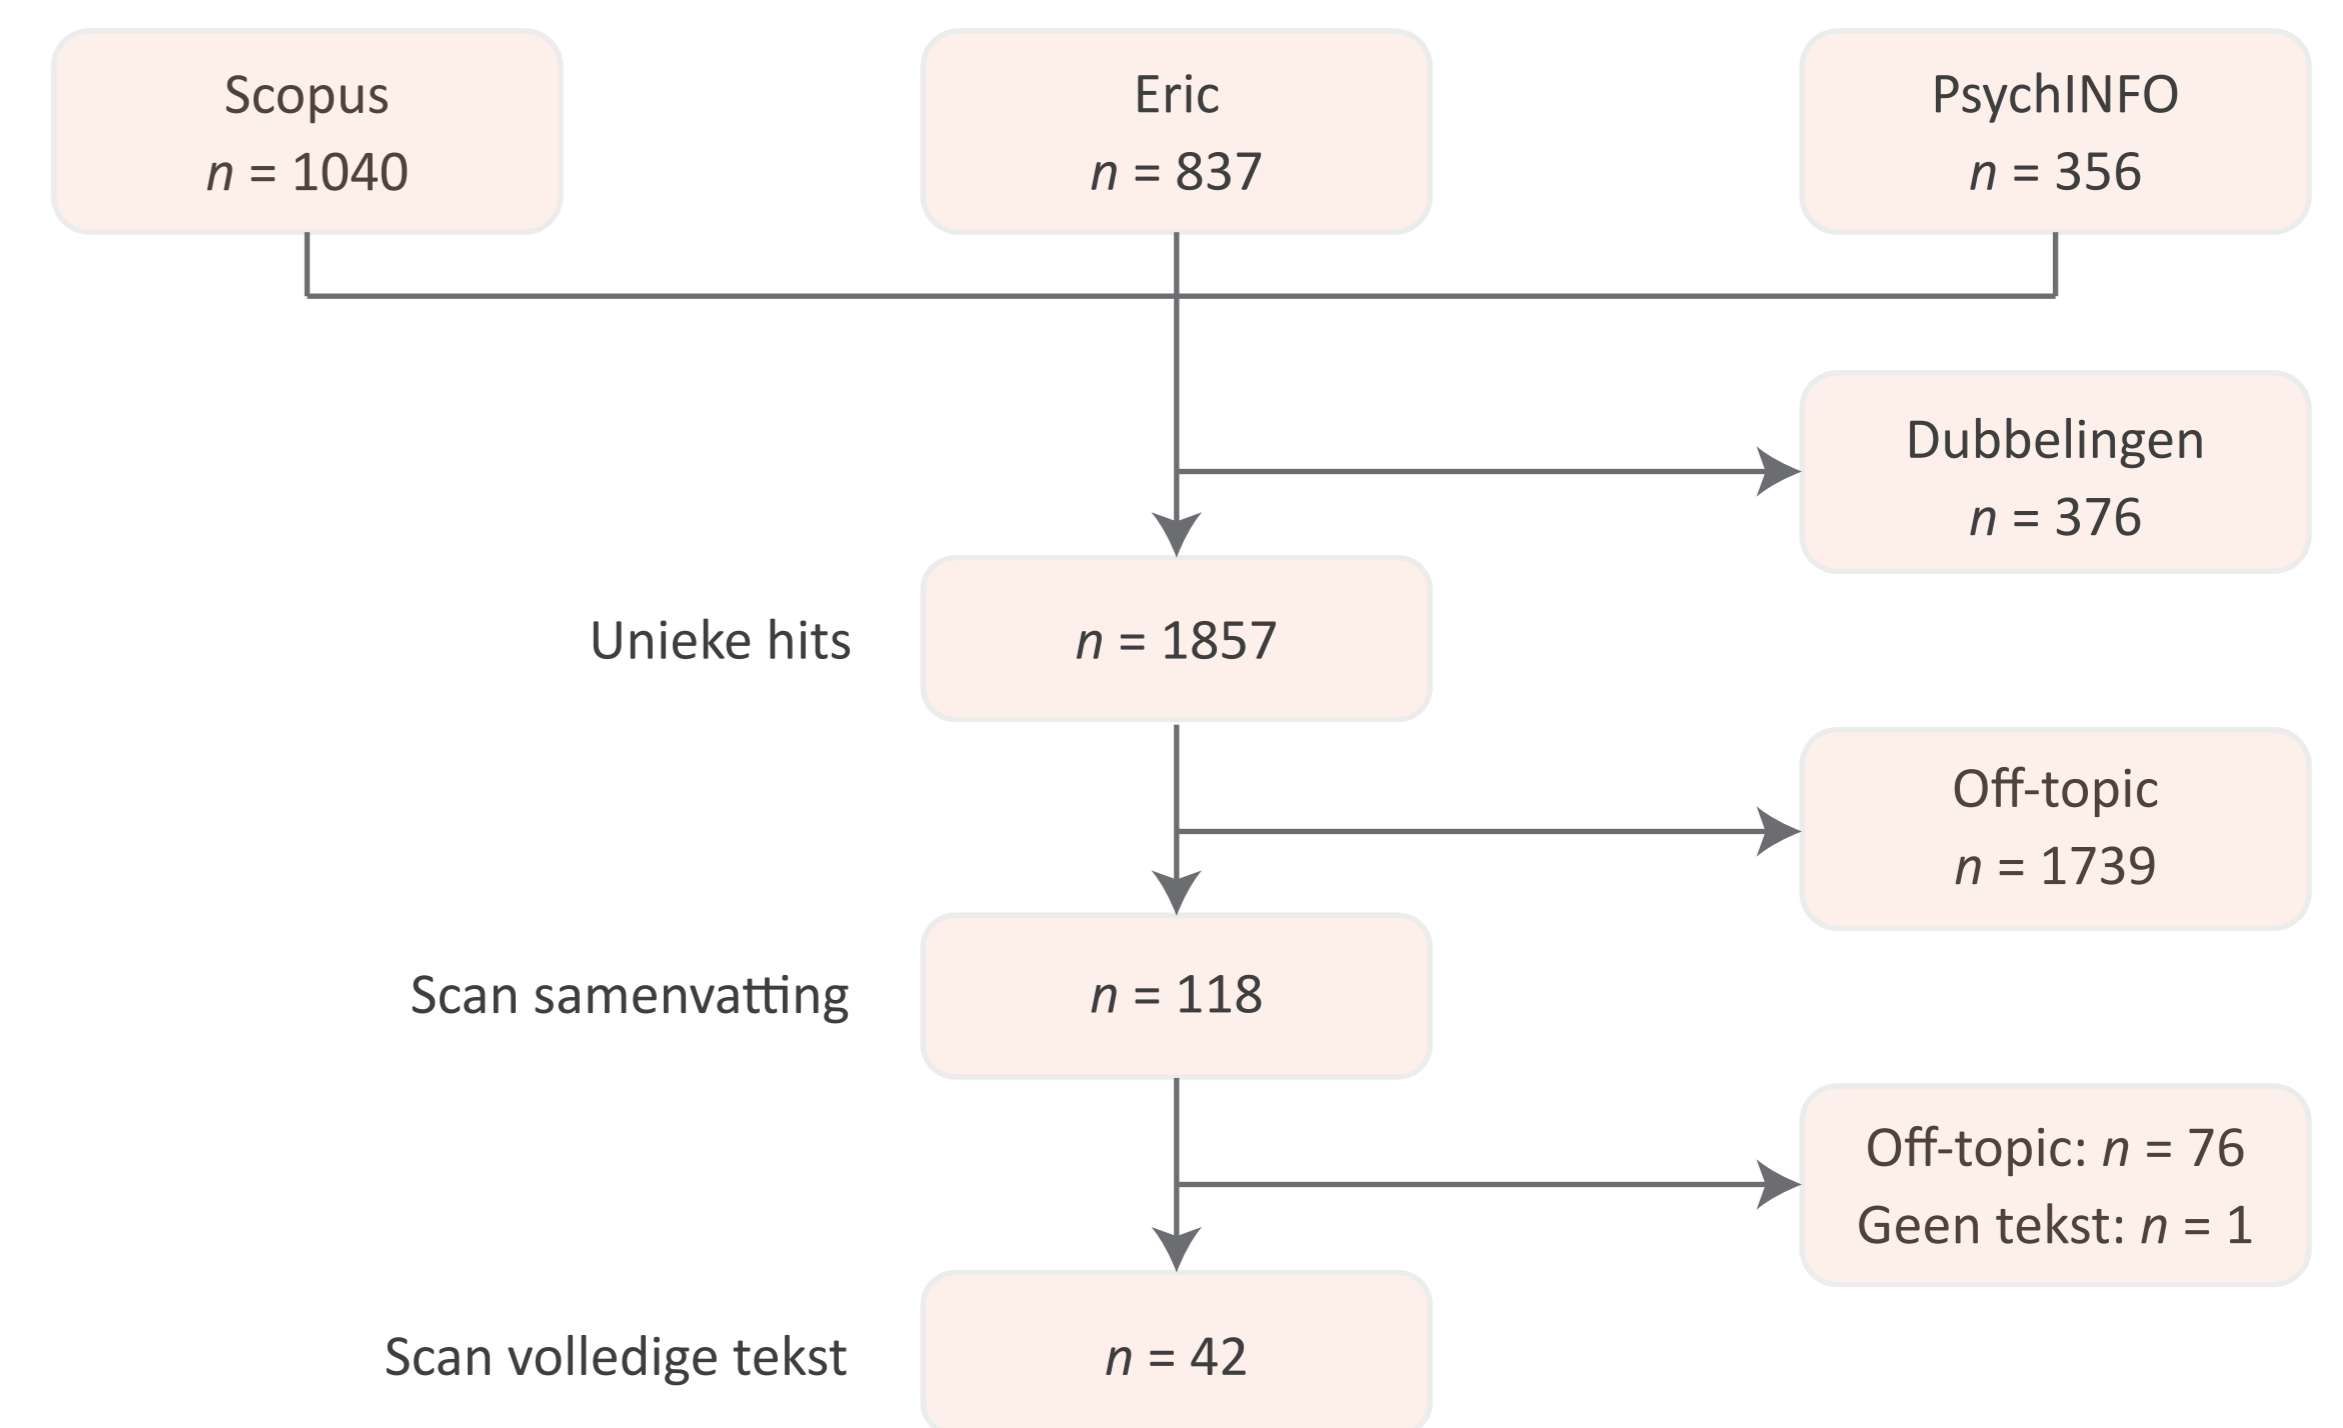 Scopus
n = 1040
Eric
n = 837
PsychINFO
n = 356
Dubbelingen
n = 376
Unieke hits
n = 1857
Off-topic
n = 1739
Scan samenvatting
n = 118
Off-topic: n = 76
Geen tekst: n = 1
Scan volledige tekst
n = 42